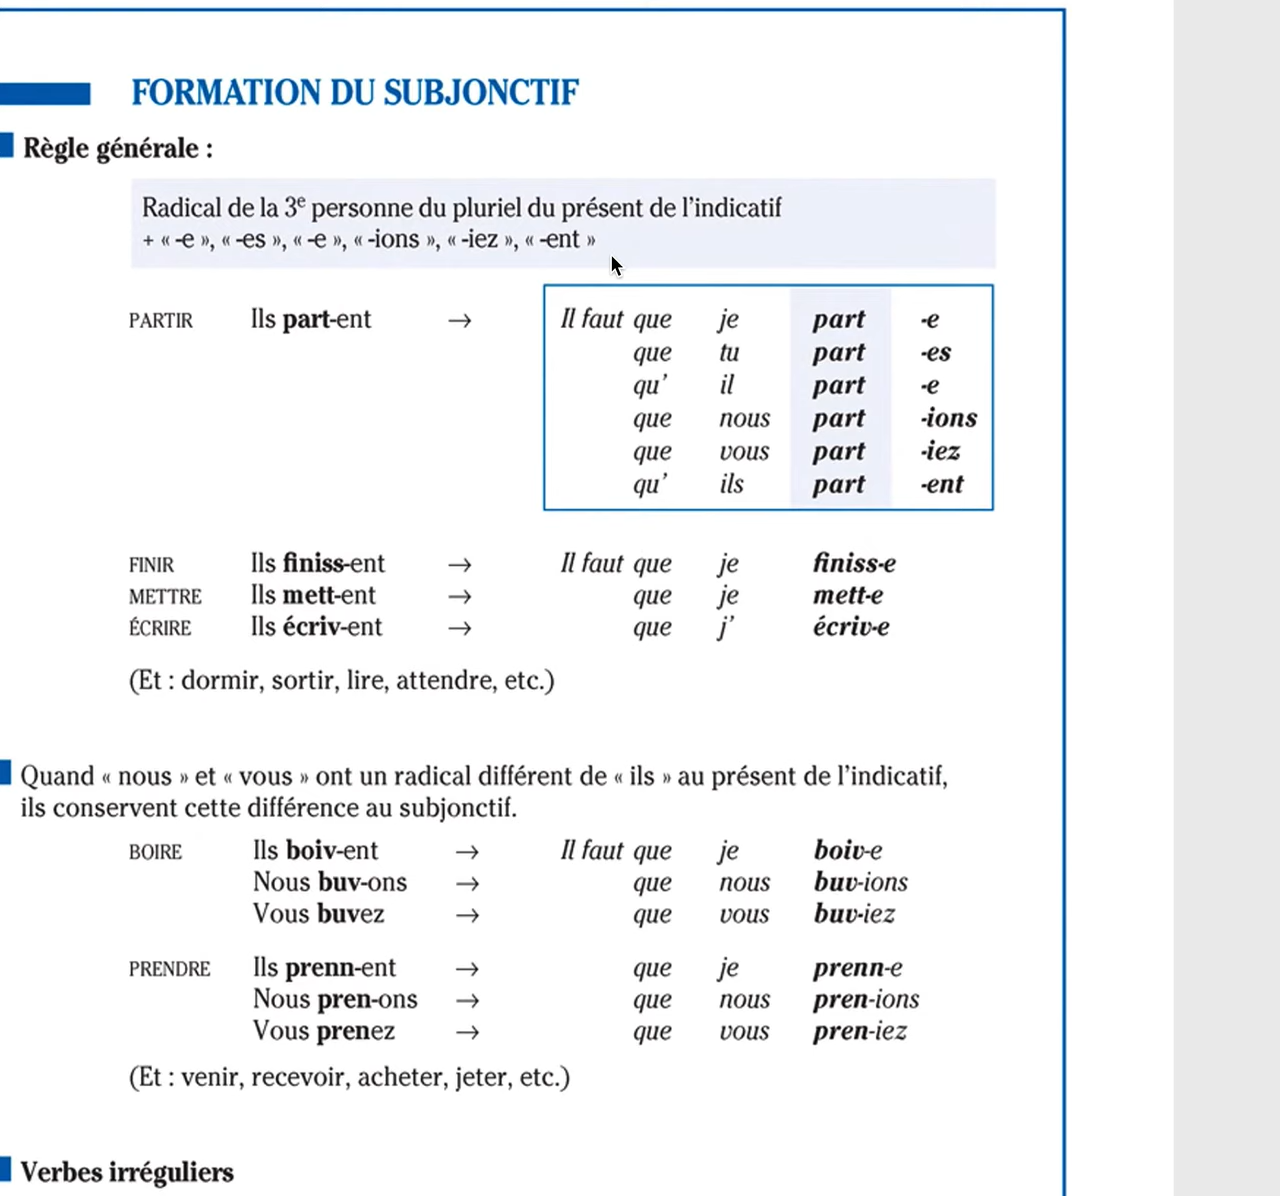 FORMATION DU SUBJONCTIF
Règle générale :
Radical de la 3e personne du pluriel du présent de l'indicatif
+ « -e », « -es », « -e », « -ions », « -iez », « -ent »
PARTIR Ils part-ent → Il faut que je part -e
que tu part -es
qu' il part -e
que nous part -ions
que vous part -iez
qu' ils part -ent
FINIR Ils finiss-ent → Il faut que je finiss-e
METTRE Ils mett-ent → que je mett-e
ÉCRIRE Ils écriv-ent → que j' écriv-e
(Et : dormir, sortir, lire, attendre, etc.)
Quand « nous » et « vous » ont un radical différent de « ils » au présent de l'indicatif,
ils conservent cette différence au subjonctif.
BOIRE Ils boiv-ent → Il faut que je boiv-e
Nous buv-ons → que nous buv-ions
Vous buvez → que vous buv-iez
PRENDRE Ils prenn-ent → que je prenn-e
Nous pren-ons → que nous pren-ions
Vous prenez → que vous pren-iez
(Et : venir, recevoir, acheter, jeter, etc.)
Verbes irréguliers